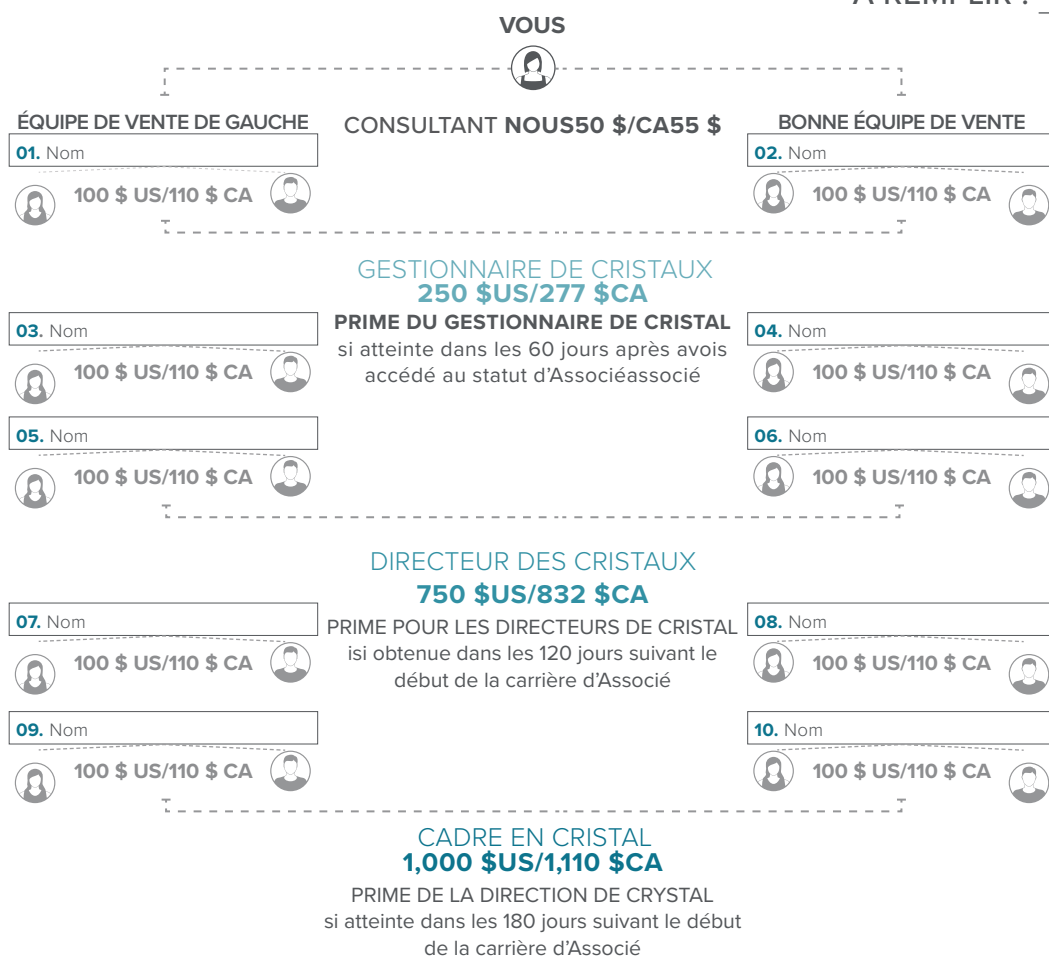 À REMPLIR :
VOUS
ÉQUIPE DE VENTE DE GAUCHE
CONSULTANT NOUS50 $/CA55 $
BONNE ÉQUIPE DE VENTE
01. Nom
02. Nom
100 $ US/110 $ CA
100 $ US/110 $ CA
GESTIONNAIRE DE CRISTAUX
250 $US/277 $CA
PRIME DU GESTIONNAIRE DE CRISTAL
si atteinte dans les 60 jours après avois
accédé au statut d'Associéassocié
03. Nom
04. Nom
100 $ US/110 $ CA
100 $ US/110 $ CA
05. Nom
06. Nom
100 $ US/110 $ CA
100 $ US/110 $ CA
DIRECTEUR DES CRISTAUX
750 $US/832 $CA
PRIME POUR LES DIRECTEURS DE CRISTAL
isi obtenue dans les 120 jours suivant le
début de la carrière d'Associé
07. Nom
08. Nom
100 $ US/110 $ CA
100 $ US/110 $ CA
09. Nom
10. Nom
100 $ US/110 $ CA
100 $ US/110 $ CA
CADRE EN CRISTAL
1,000 $US/1,110 $CA
PRIME DE LA DIRECTION DE CRYSTAL
si atteinte dans les 180 jours suivant le début
de la carrière d'Associé